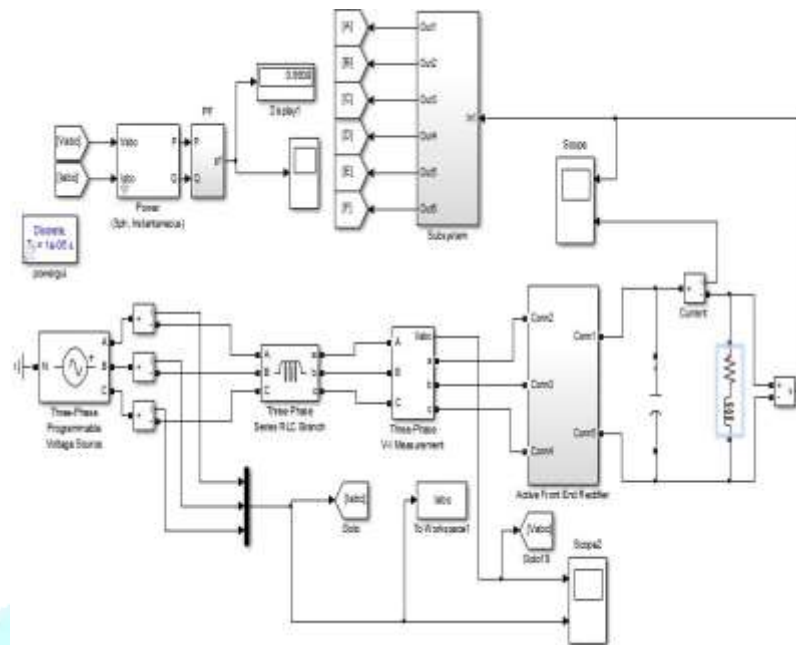 [A]
[B]
[C]
[D]
[E]
[F]
Out1
Out2
Out3
Out4
Out5
Out6
In1
Subsystem
Display1
PF
P
Q
pf
[Vabc]
[Iabc]
Vabc
Iabc
P
Q
Power
(3ph, Instantaneous)
Discrete,
powergui
Scope
Current
N
A
B
C
Three-Phase
Programmable
Voltage Source
A
B
C
a
b
c
Three-Phase
Series RLC Branch
Vabc
A
B
C
a
b
c
Three-Phase
V-I Measurement
Conn2
Conn3
Conn4
Conn1
Conn5
Active Front End Rectifier
[Iabc]
Goto
Iabc
To Workspace1
[Vabc]
Scope2